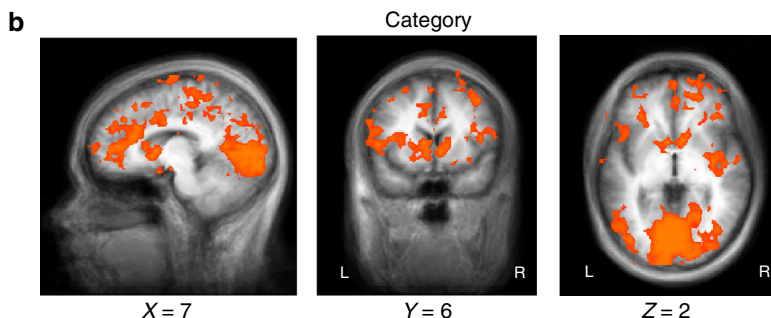 b
Category
L
R
L
R
X = 7
Y = 6
Z = 2